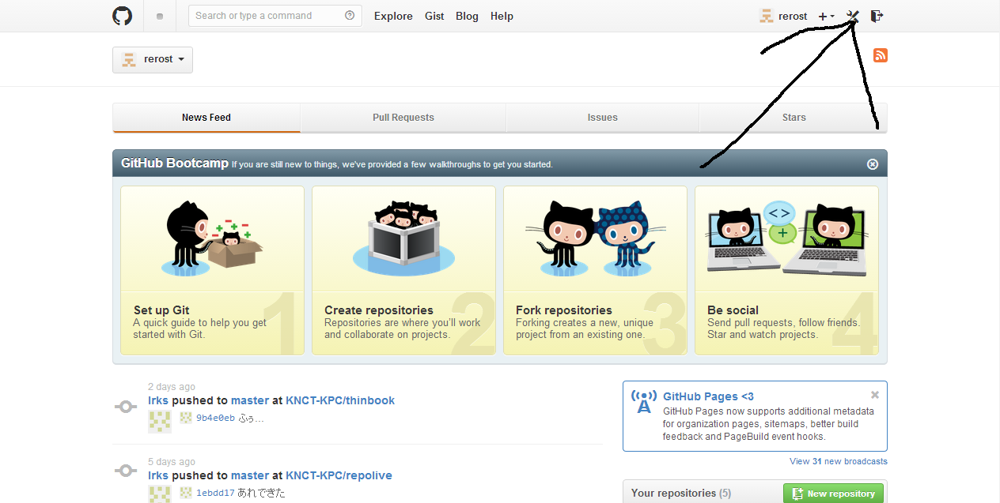 Search or type a command
Explore Gist Blog Help
rerost
rerost
News Feed Pull Requests Issues Stars
GitHub Bootcamp If you are still new to things, we've provided a few walkthroughs to get you started.
1
Set up Git
A quick guide to help you get
started with Git.
2
Create repositories
Repositories are where you'll work
and collaborate on projects.
3
Fork repositories
Forking creates a new, unique
project from an existing one.
4
Be social
Send pull requests, follow friends.
Star and watch projects.
2 days ago
lrks pushed to master at KNCT-KPC/thinbook
9b4e0eb ふぅ...
5 days ago
lrks pushed to master at KNCT-KPC/repolive
1ebdd17 あれできた
GitHub Pages <3
GitHub Pages now supports additional metadata
for organization pages, sitemaps, better build
feedback and PageBuild event hooks.
View 31 new broadcasts
Your repositories (5)
New repository